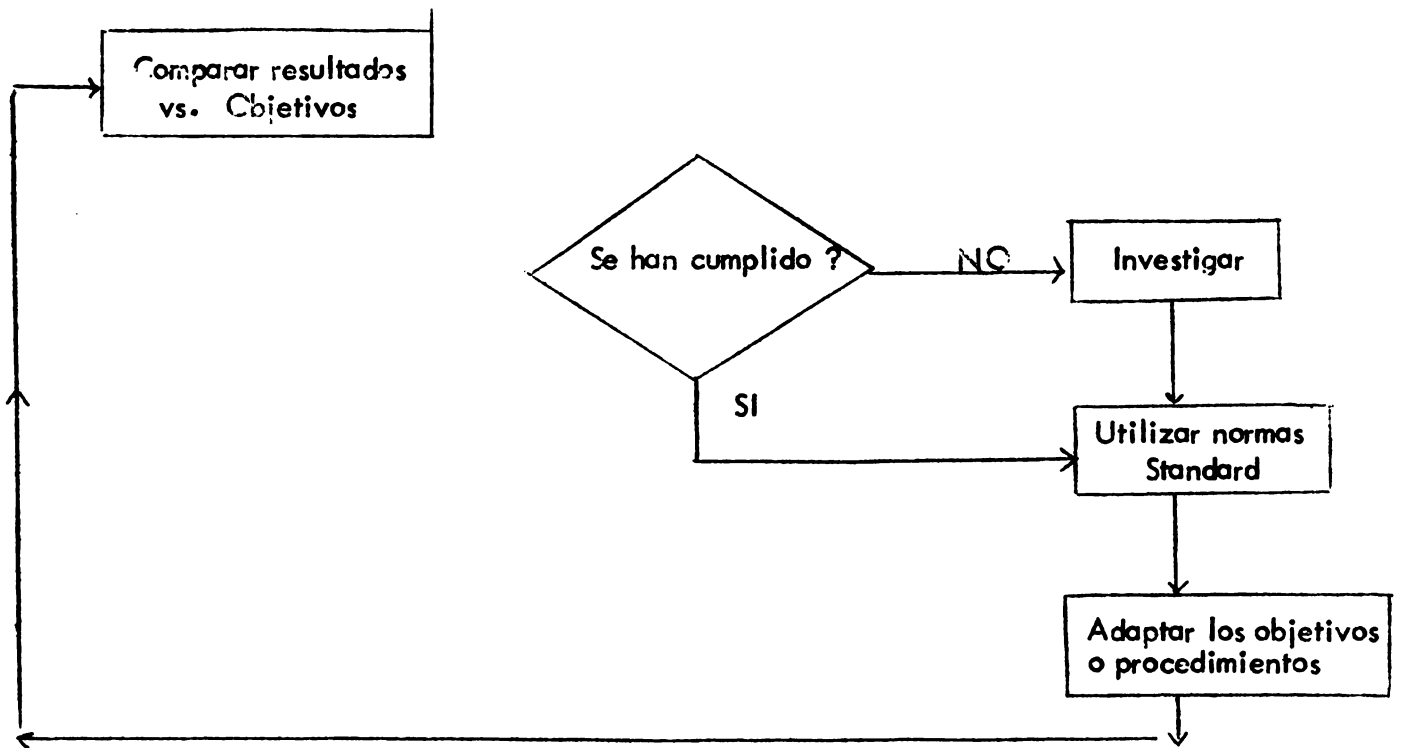 Comparar resultados
vs. Objetivos
Se han cumplido ?
NO
Investigar
SI
Utilizar normas
Standard
Adaptar los objetivos
o procedimientos